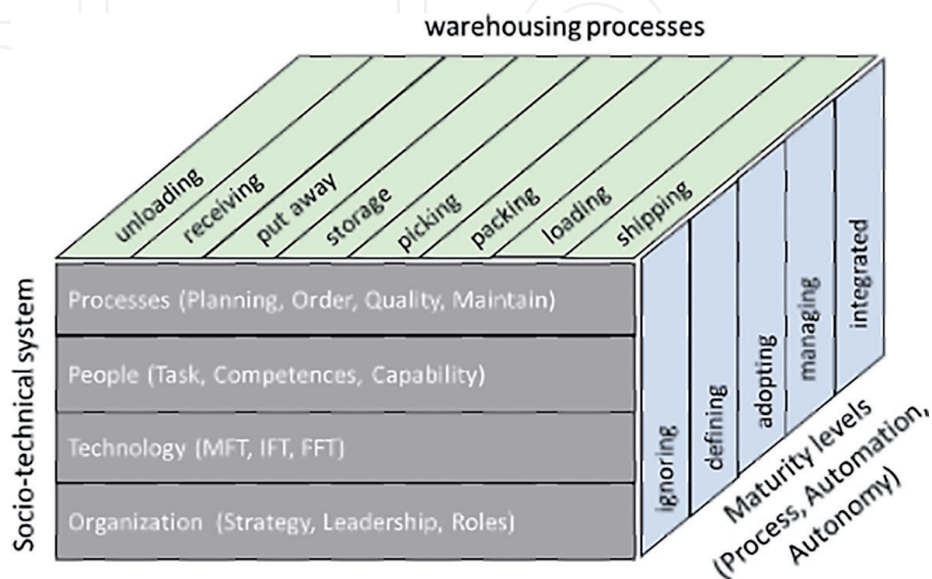 warehousing processes
unloading
receiving
put away
storage
picking
packing
loading
shipping
Socio-technical system
Processes (Planning, Order, Quality, Maintain)
People (Task, Competences, Capability)
Technology (MFT, IFT, FFT)
Organization (Strategy, Leadership, Roles)
ignoring
defining
adopting
managing
integrated
Maturity levels
(Process, Automation,
Autonomy)